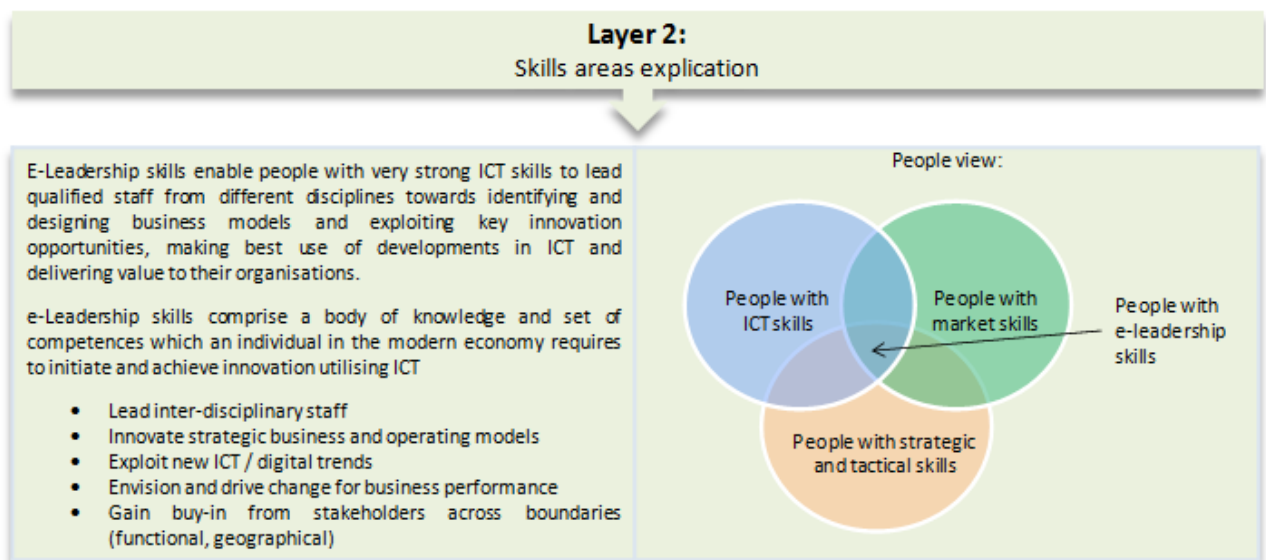 Layer 2:
Skills areas explication
E-Leadership skills enable people with very strong ICT skills to lead
qualified staff from different disciplines towards identifying and
designing business models and exploiting key innovation
opportunities, making best use of developments in ICT and
delivering value to their organisations.
e-Leadership skills comprise a body of knowledge and set of
competences which an individual in the modern economy requires
to initiate and achieve innovation utilising ICT
• Lead inter-disciplinary staff
• Innovate strategic business and operating models
• Exploit new ICT / digital trends
• Envision and drive change for business performance
• Gain buy-in from stakeholders across boundaries
(functional, geographical)
People view:
People with
ICT skills
People with
market skills
People with
e-leadership
skills
People with strategic
and tactical skills